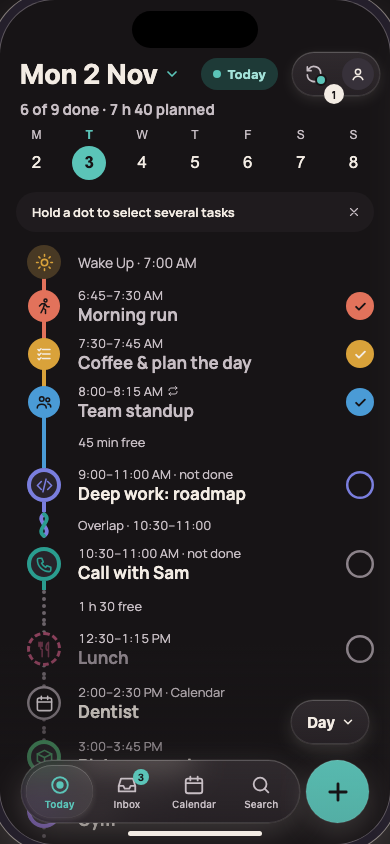 Mon 2 Nov
Today
1
6 of 9 done · 7 h 40 planned
M T W T F S S
2 3 4 5 6 7 8
Hold a dot to select several tasks
Wake Up · 7:00 AM
6:45–7:30 AM
Morning run
7:30–7:45 AM
Coffee & plan the day
8:00–8:15 AM
Team standup
45 min free
9:00–11:00 AM · not done
Deep work: roadmap
Overlap · 10:30–11:00
10:30–11:00 AM · not done
Call with Sam
1 h 30 free
12:30–1:15 PM
Lunch
2:00–2:30 PM · Calendar
Dentist
Day
3:00–3:45 PM
3
Today
Inbox
Calendar
Search
Gym